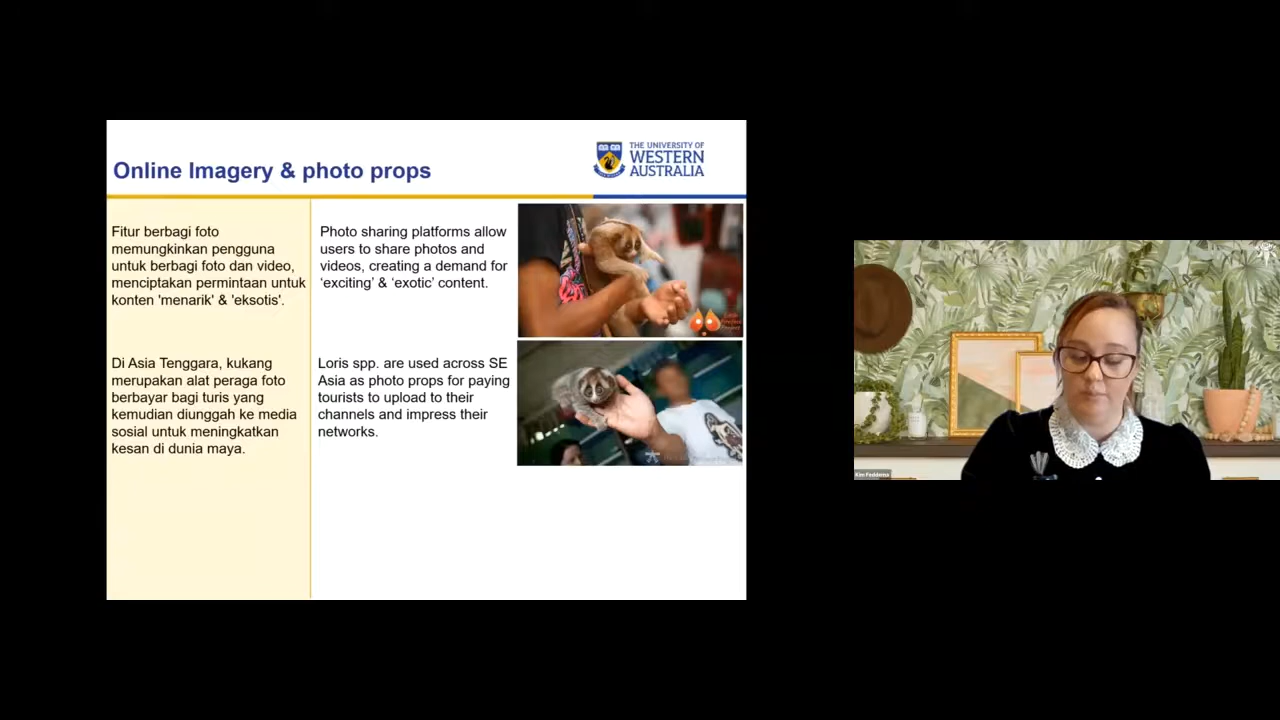 Online Imagery & photo props
THE UNIVERSITY OF
WESTERN
AUSTRALIA
Fitur berbagi foto
memungkinkan pengguna
untuk berbagi foto dan video,
menciptakan permintaan untuk
konten 'menarik' & 'eksotis'.
Di Asia Tenggara, kukang
merupakan alat peraga foto
berbayar bagi turis yang
kemudian diunggah ke media
sosial untuk meningkatkan
kesan di dunia maya.
Photo sharing platforms allow
users to share photos and
videos, creating a demand for
‘exciting’ & ‘exotic’ content.
Loris spp. are used across SE
Asia as photo props for paying
tourists to upload to their
channels and impress their
networks.
Little
Fireface
Project
Kim Feddema